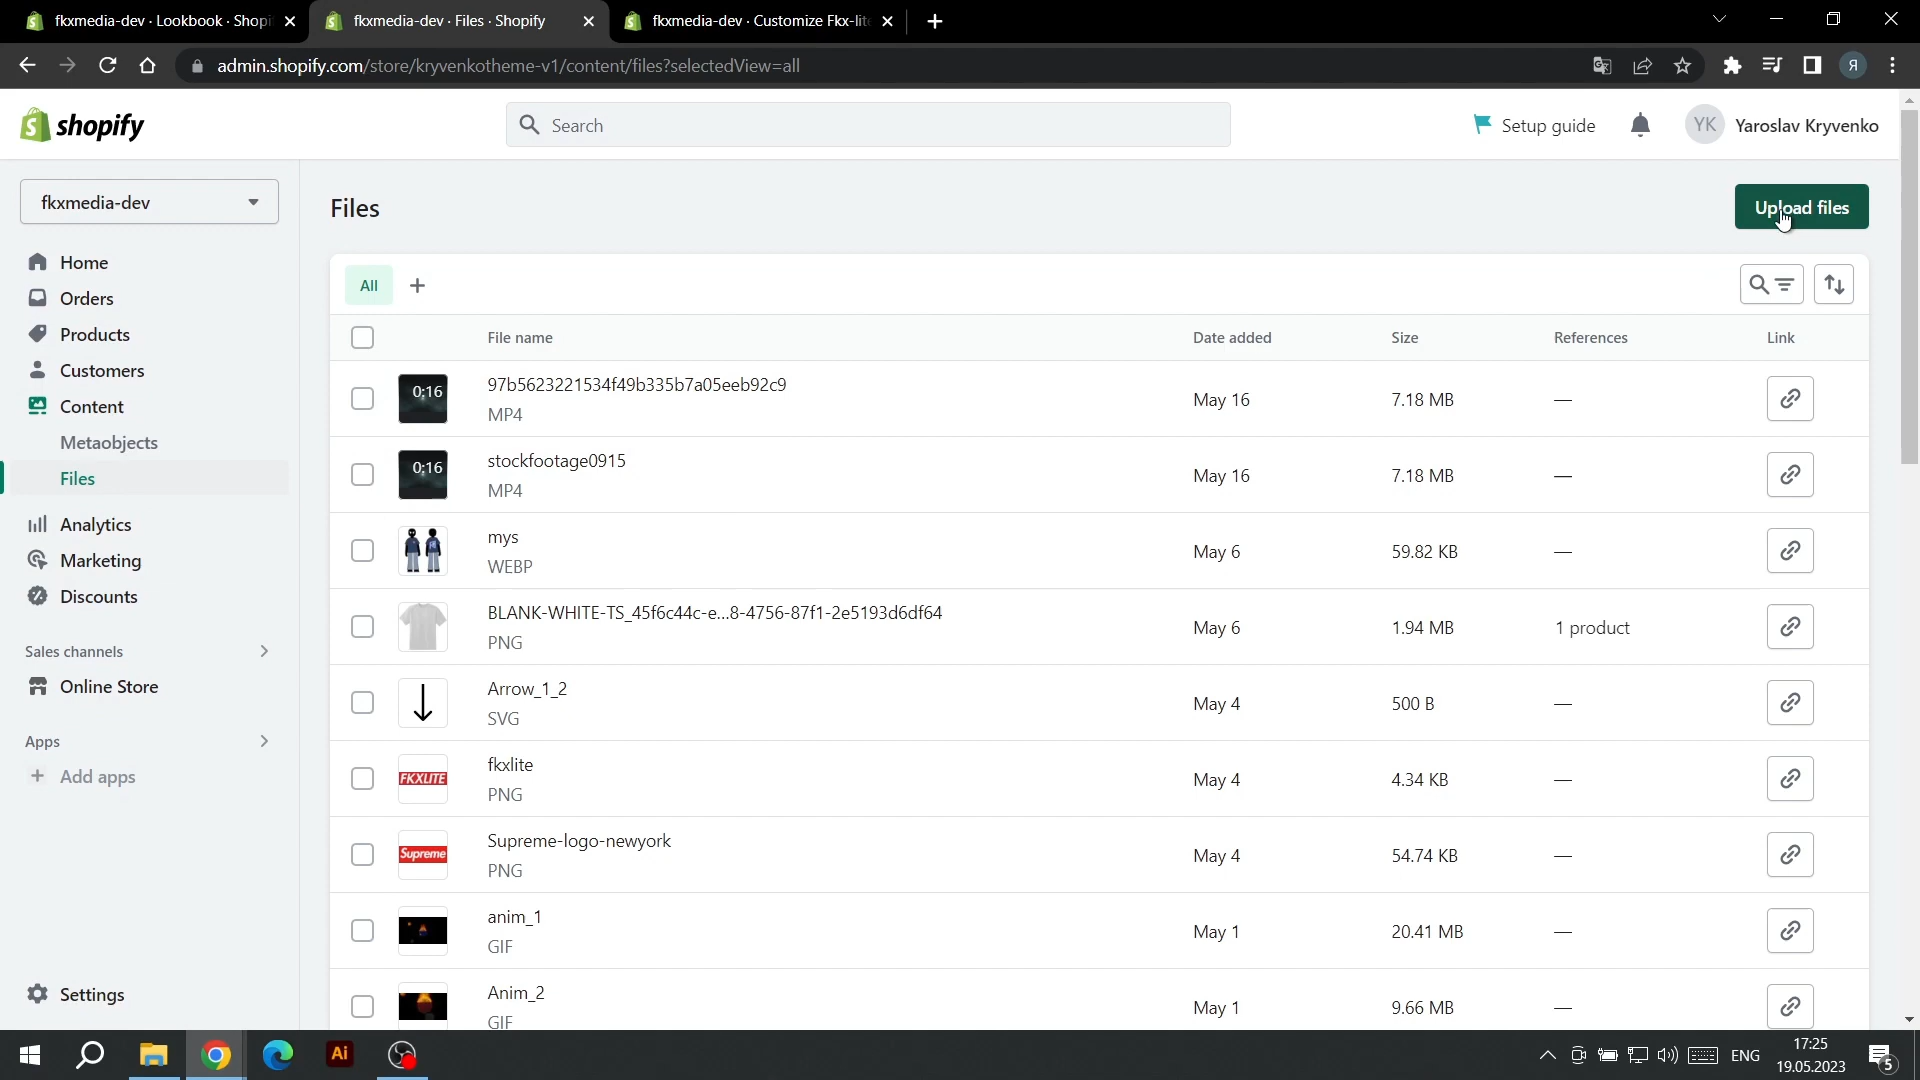 fkxmedia-dev · Lookbook · Shopi
fkxmedia-dev · Files · Shopify
fkxmedia-dev · Customize Fkx-lite
admin.shopify.com/store/kryvenkotheme-v1/content/files?selectedView=all
Я
shopify
Search
Setup guide
YK
Yaroslav Kryvenko
fkxmedia-dev
Home
Orders
Products
Customers
Content
Metaobjects
Files
Analytics
Marketing
Discounts
Sales channels
Online Store
Apps
Add apps
Settings
Files
Upload files
All
File name Date added Size References Link
0:16
97b5623221534f49b335b7a05eeb92c9
MP4
May 16 7.18 MB —
0:16
stockfootage0915
MP4
May 16 7.18 MB —
mys
WEBP
May 6 59.82 KB —
BLANK-WHITE-TS_45f6c44c-e...8-4756-87f1-2e5193d6df64
PNG
May 6 1.94 MB 1 product
Arrow_1_2
SVG
May 4 500 B —
FKXLITE
fkxlite
PNG
May 4 4.34 KB —
Supreme
Supreme-logo-newyork
PNG
May 4 54.74 KB —
anim_1
GIF
May 1 20.41 MB —
Anim_2
GIF
May 1 9.66 MB —
Ai
ENG
17:25
19.05.2023
5